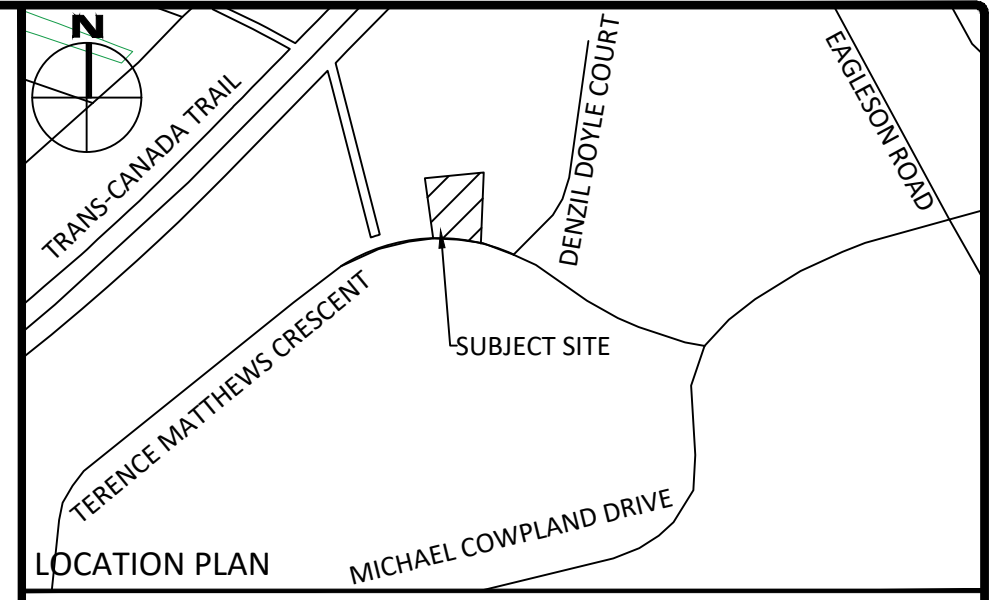 N
TRANS-CANADA TRAIL
DENZIL DOYLE COURT
EAGLESON ROAD
TERENCE MATTHEWS CRESCENT
SUBJECT SITE
MICHAEL COWPLAND DRIVE
LOCATION PLAN